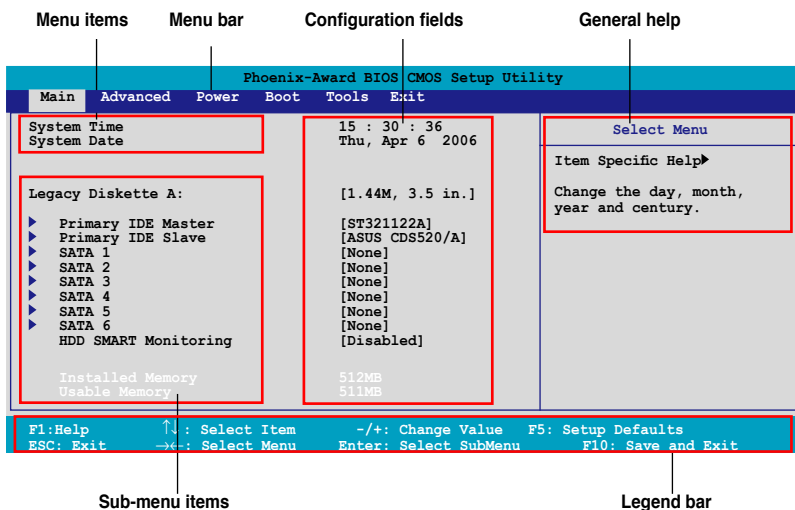 Menu items Menu bar Configuration fields General help
Phoenix-Award BIOS CMOS Setup Utility
Main Advanced Power Boot Tools Exit
System Time 15 : 30 : 36
System Date Thu, Apr 6 2006
Select Menu
Item Specific Help
Change the day, month,
year and century.
Legacy Diskette A: [1.44M, 3.5 in.]
Primary IDE Master [ST321122A]
Primary IDE Slave [ASUS CDS520/A]
SATA 1 [None]
SATA 2 [None]
SATA 3 [None]
SATA 4 [None]
SATA 5 [None]
SATA 6 [None]
HDD SMART Monitoring [Disabled]
Installed Memory 512MB
Usable Memory 511MB
F1:Help ↑↓: Select Item -/+: Change Value F5: Setup Defaults
ESC: Exit →←: Select Menu Enter: Select SubMenu F10: Save and Exit
Sub-menu items Legend bar